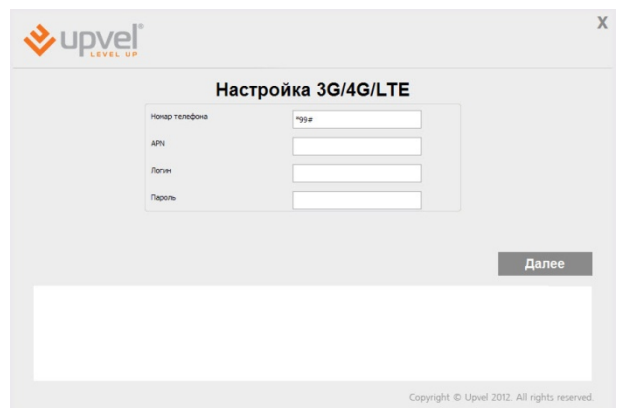 X
upvel®
LEVEL UP
Настройка 3G/4G/LTE
Номар телефона
*99#
APN
Логин
Пароль
Далее
Copyright © Upvel 2012. All rights reserved.